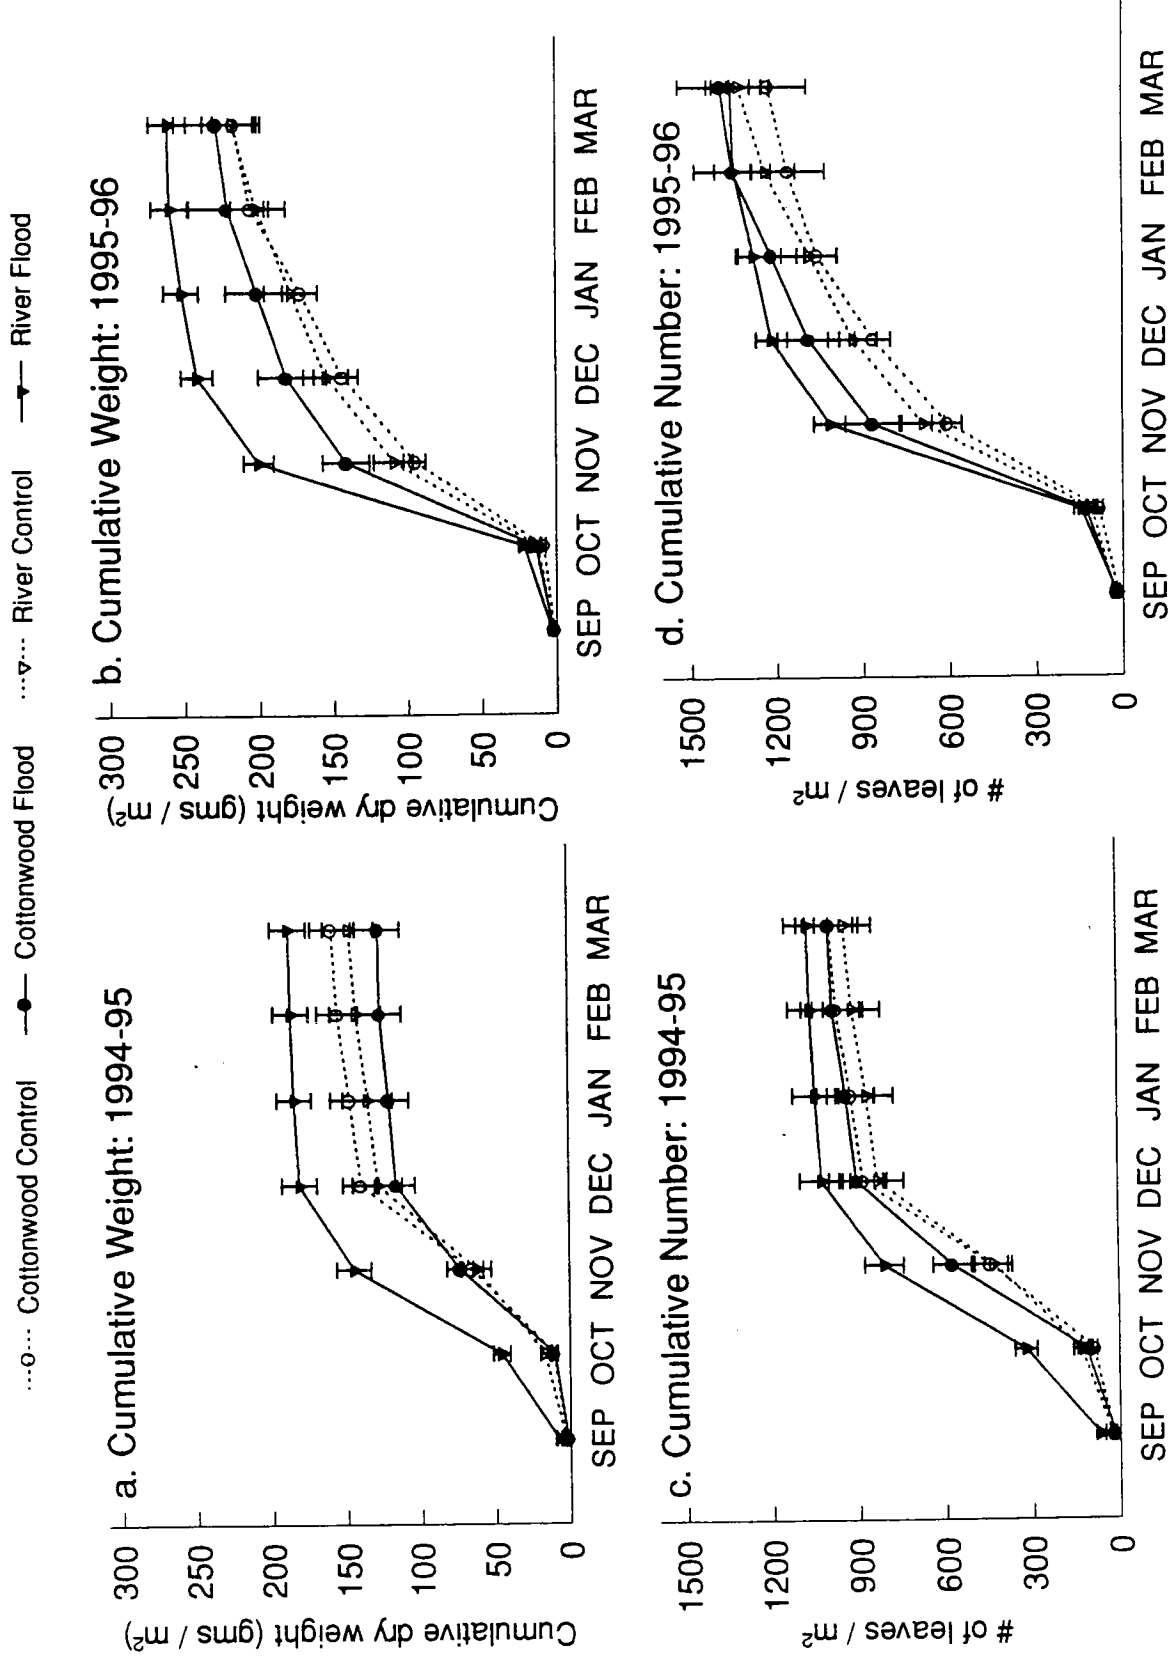 Cottonwood Control Cottonwood Flood River Control River Flood
a. Cumulative Weight: 1994-95
Cumulative dry weight (gms / m²)
300
250
200
150
100
50
0
SEP OCT NOV DEC JAN FEB MAR
b. Cumulative Weight: 1995-96
Cumulative dry weight (gms / m²)
300
250
200
150
100
50
0
SEP OCT NOV DEC JAN FEB MAR
c. Cumulative Number: 1994-95
# of leaves / m²
1500
1200
900
600
300
0
SEP OCT NOV DEC JAN FEB MAR
d. Cumulative Number: 1995-96
# of leaves / m²
1500
1200
900
600
300
0
SEP OCT NOV DEC JAN FEB MAR